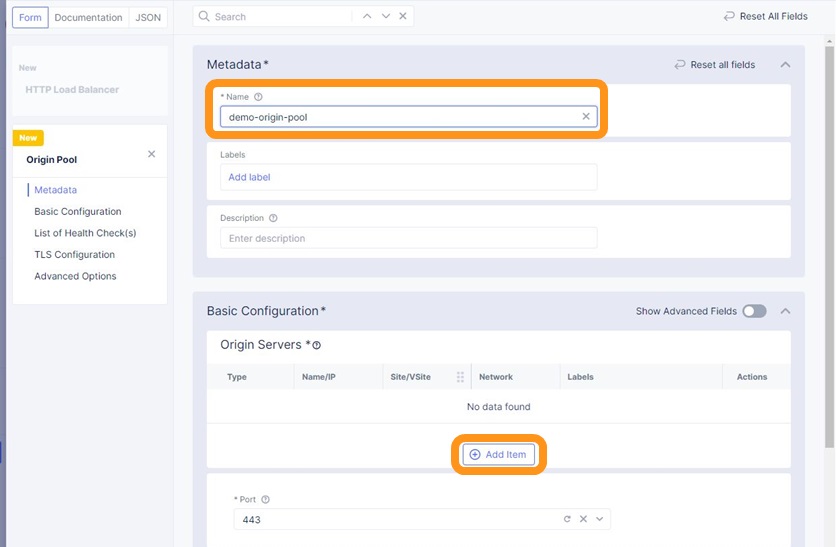 Form Documentation JSON
Search
Reset All Fields
New
HTTP Load Balancer
New
Origin Pool
Metadata
Basic Configuration
List of Health Check(s)
TLS Configuration
Advanced Options
Metadata*
Reset all fields
* Name
demo-origin-pool
Labels
Add label
Description
Enter description
Basic Configuration*
Show Advanced Fields
Origin Servers *
Type Name/IP Site/VSite Network Labels Actions
No data found
Add Item
* Port
443